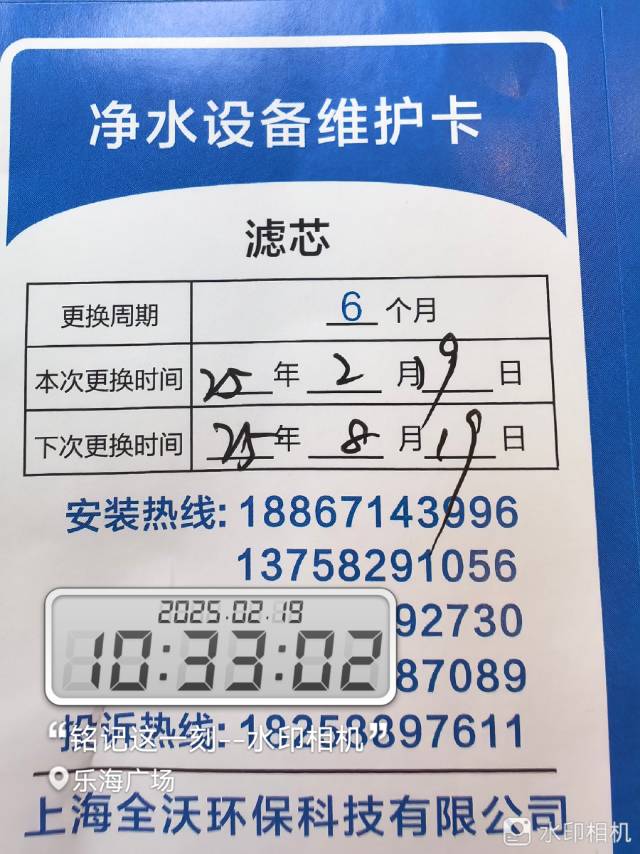 净水设备维护卡
滤芯
更换周期 6 个月
本次更换时间 25 年 2 月 19 日
下次更换时间 25 年 8 月 19 日
安装热线: 18867143996
13758291056
92730
87089
2025.02.19
10:33:02
投诉热线: 18258897611
“铭记这一刻--水印相机”
乐海广场
上海全沃环保科技有限公司
水印相机